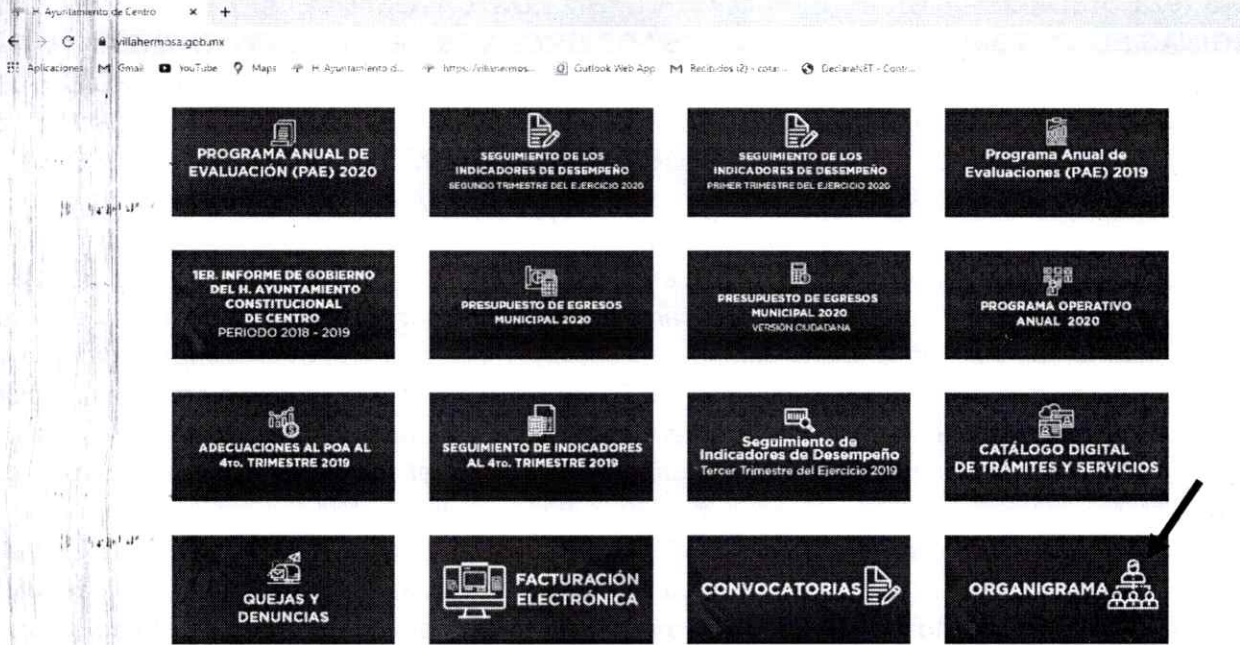 H. Ayuntamiento de Centro
villahermosa.gob.mx
Aplicaciones Gmail YouTube Maps H. Ayuntamiento d... Outlook Web App DeclaraNET - Contr...
PROGRAMA ANUAL DE
EVALUACIÓN (PAE) 2020
SEGUIMIENTO DE LOS
INDICADORES DE DESEMPEÑO
SEGUNDO TRIMESTRE DEL EJERCICIO 2020
SEGUIMIENTO DE LOS
INDICADORES DE DESEMPEÑO
PRIMER TRIMESTRE DEL EJERCICIO 2020
Programa Anual de
Evaluaciones (PAE) 2019
1ER. INFORME DE GOBIERNO
DEL H. AYUNTAMIENTO
CONSTITUCIONAL
DE CENTRO
PERIODO 2018 - 2019
PRESUPUESTO DE EGRESOS
MUNICIPAL 2020
PRESUPUESTO DE EGRESOS
MUNICIPAL 2020
VERSIÓN CIUDADANA
PROGRAMA OPERATIVO
ANUAL 2020
ADECUACIONES AL POA AL
4TO. TRIMESTRE 2019
SEGUIMIENTO DE INDICADORES
AL 4TO. TRIMESTRE 2019
Seguimiento de
Indicadores de Desempeño
Tercer Trimestre del Ejercicio 2019
CATÁLOGO DIGITAL
DE TRÁMITES Y SERVICIOS
QUEJAS Y
DENUNCIAS
FACTURACIÓN
ELECTRÓNICA
CONVOCATORIAS
ORGANIGRAMA